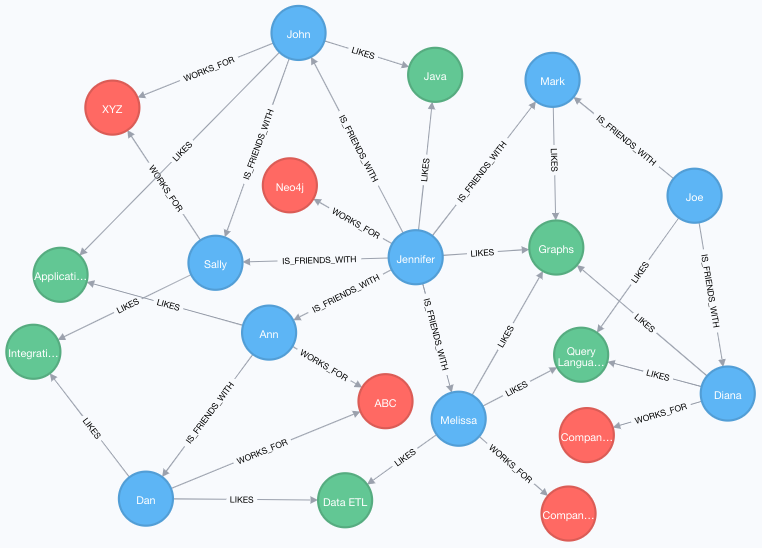 John
LIKES
Java
WORKS_FOR
XYZ
Mark
IS_FRIENDS_WITH
LIKES
IS_FRIENDS_WITH
IS_FRIENDS_WITH
LIKES
IS_FRIENDS_WITH
LIKES
WORKS_FOR
Neo4j
WORKS_FOR
Joe
Sally
IS_FRIENDS_WITH
Jennifer
LIKES
Graphs
IS_FRIENDS_WITH
LIKES
Applicati…
LIKES
LIKES
IS_FRIENDS_WITH
IS_FRIENDS_WITH
LIKES
LIKES
Ann
Integrati…
WORKS_FOR
Query
Langua…
LIKES
Diana
LIKES
IS_FRIENDS_WITH
ABC
WORKS_FOR
Melissa
LIKES
WORKS_FOR
Compan…
LIKES
WORKS_FOR
Dan
LIKES
Data ETL
Compan…